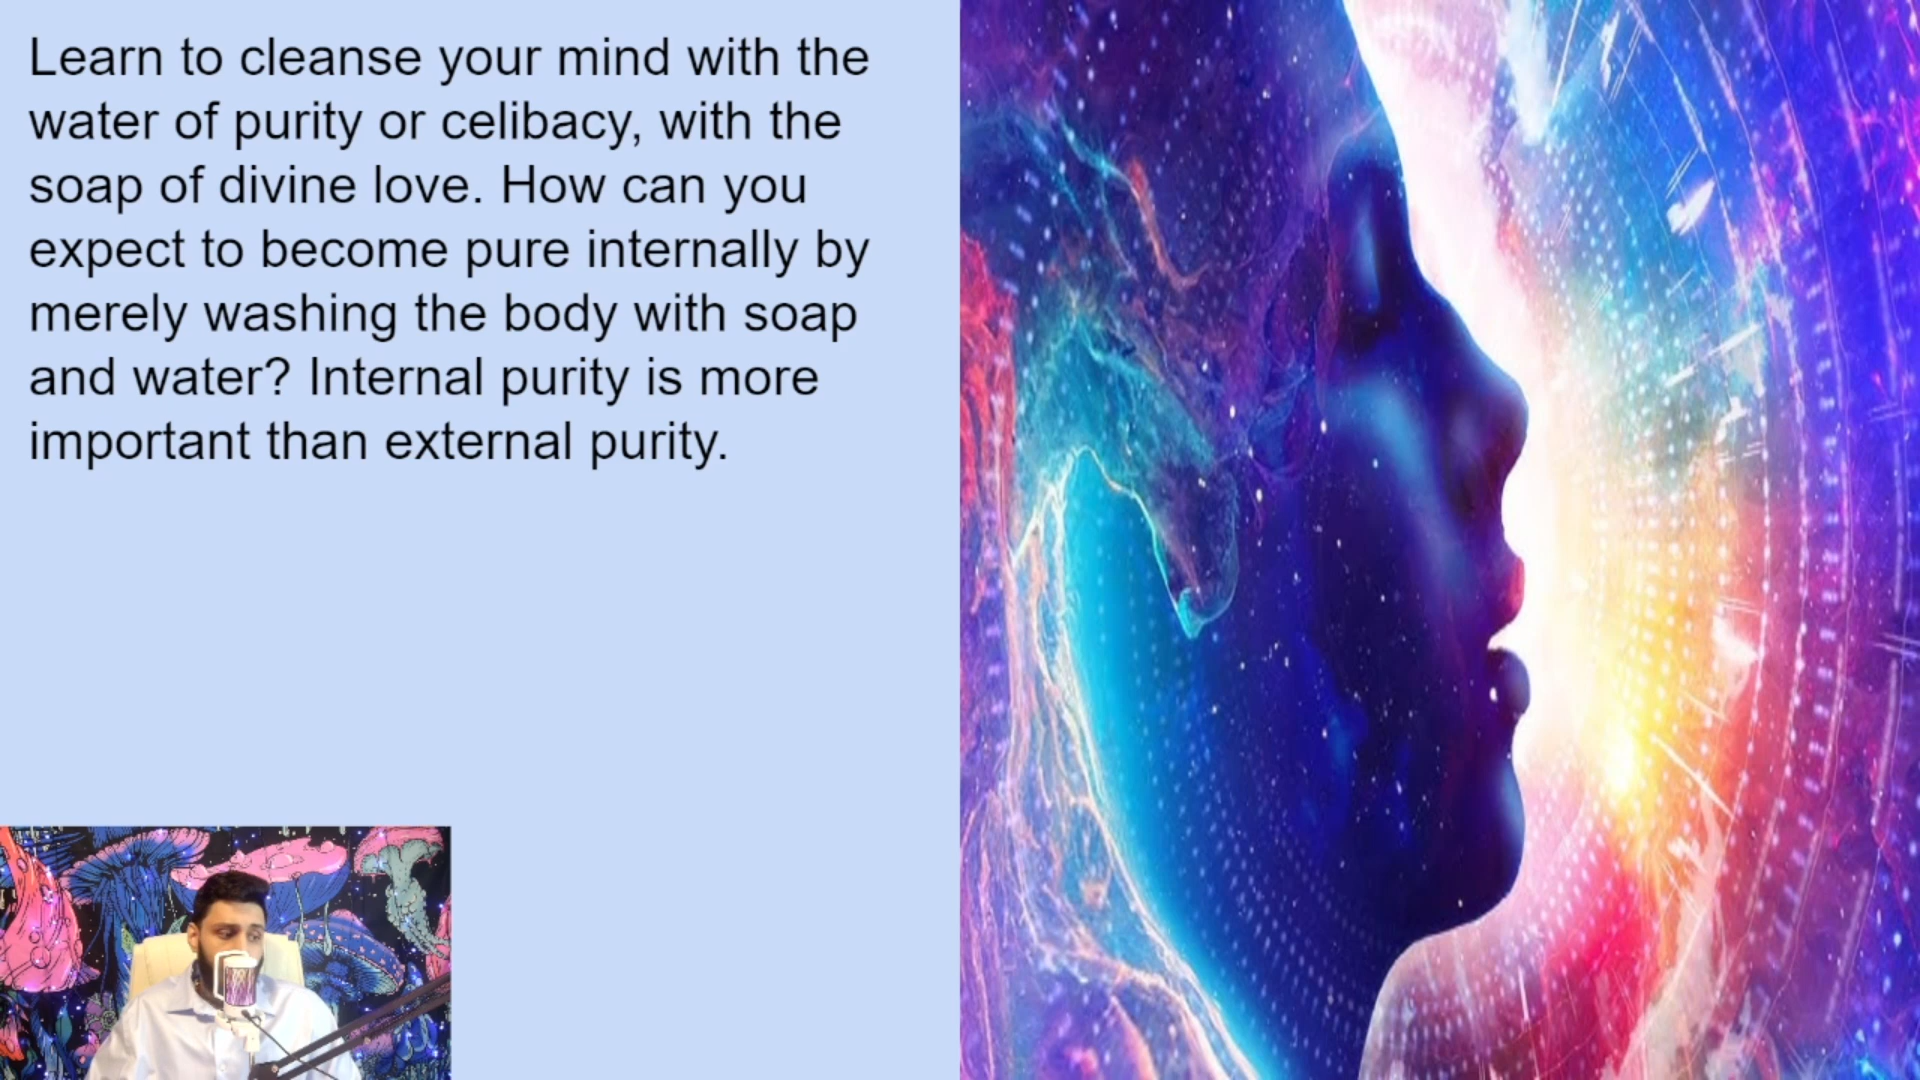 Learn to cleanse your mind with the
water of purity or celibacy, with the
soap of divine love. How can you
expect to become pure internally by
merely washing the body with soap
and water? Internal purity is more
important than external purity.